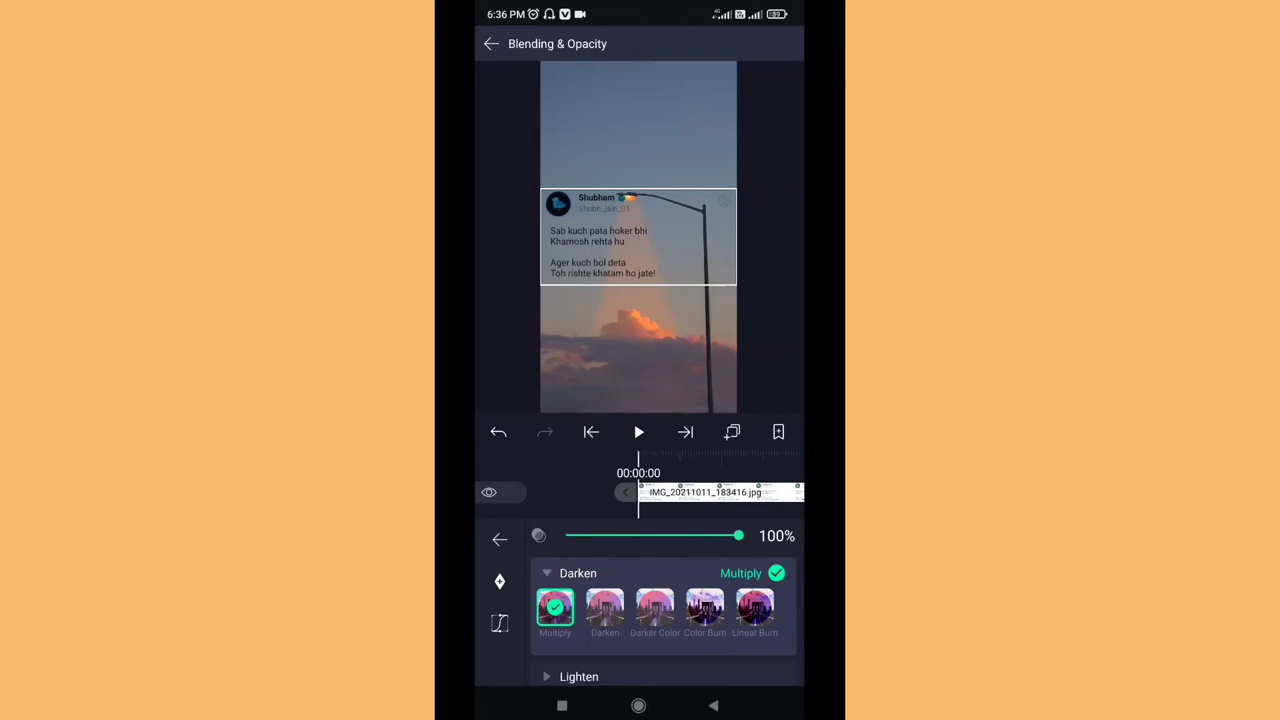 6:36 PM
89
Blending & Opacity
Shubham
Shubh_jain_01
Sab kuch pata hoker bhi
Khamosh rehta hu
Ager kuch bol deta
Toh rishte khatam ho jate!
00:00:00
IMG_20211011_183416.jpg
100%
Darken Multiply
Multiply Darken Darker Color Color Burn Linear Burn
Lighten